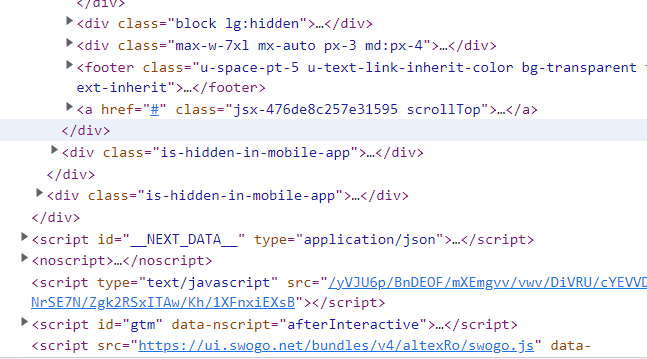 </div>
<div class="block lg:hidden">…</div>
<div class="max-w-7xl mx-auto px-3 md:px-4">…</div>
<footer class="u-space-pt-5 u-text-link-inherit-color bg-transparent
ext-inherit">…</footer>
<a href="#" class="jsx-476de8c257e31595 scrollTop">…</a>
</div>
<div class="is-hidden-in-mobile-app">…</div>
</div>
<div class="is-hidden-in-mobile-app">…</div>
</div>
<script id="__NEXT_DATA__" type="application/json">…</script>
<noscript>…</noscript>
<script type="text/javascript" src="/yVJU6p/BnDEOF/mXEmgvv/vwv/DiVRU/cYEVVD
NrSE7N/Zgk2RSxITAw/Kh/1XFnxiEXsB"></script>
<script id="gtm" data-nscript="afterInteractive">…</script>
<script src="https://ui.swogo.net/bundles/v4/altexRo/swogo.js" data-